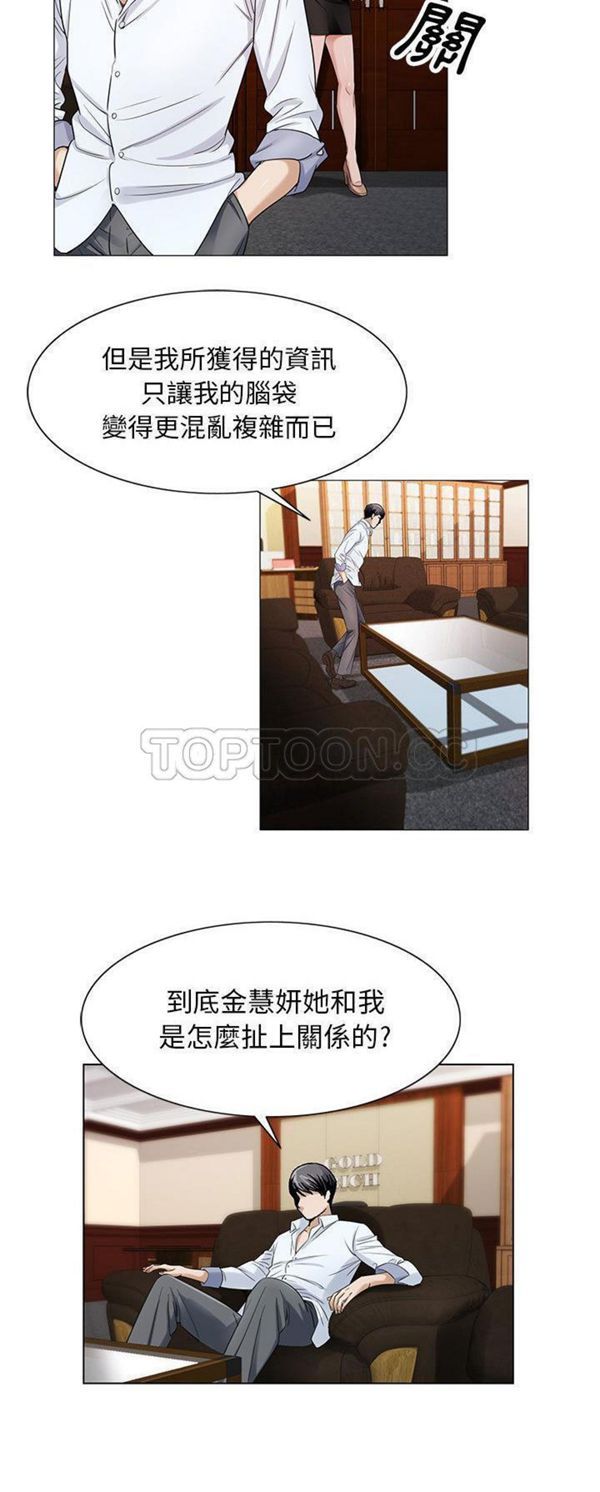 關
但是我所獲得的資訊
只讓我的腦袋
變得更混亂複雜而已
TOPTOON.CC
到底金慧妍她和我
是怎麼扯上關係的?
GOLD
RICH